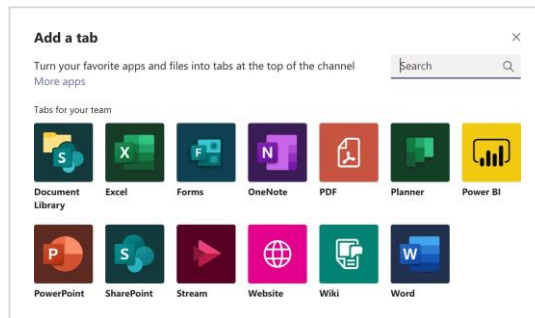 Add a tab
Turn your favorite apps and files into tabs at the top of the channel
Search
More apps
Tabs for your team
S
X
F
N
Document Library
Excel
Forms
OneNote
PDF
Planner
Power BI
P
S
W
PowerPoint
SharePoint
Stream
Website
Wiki
Word